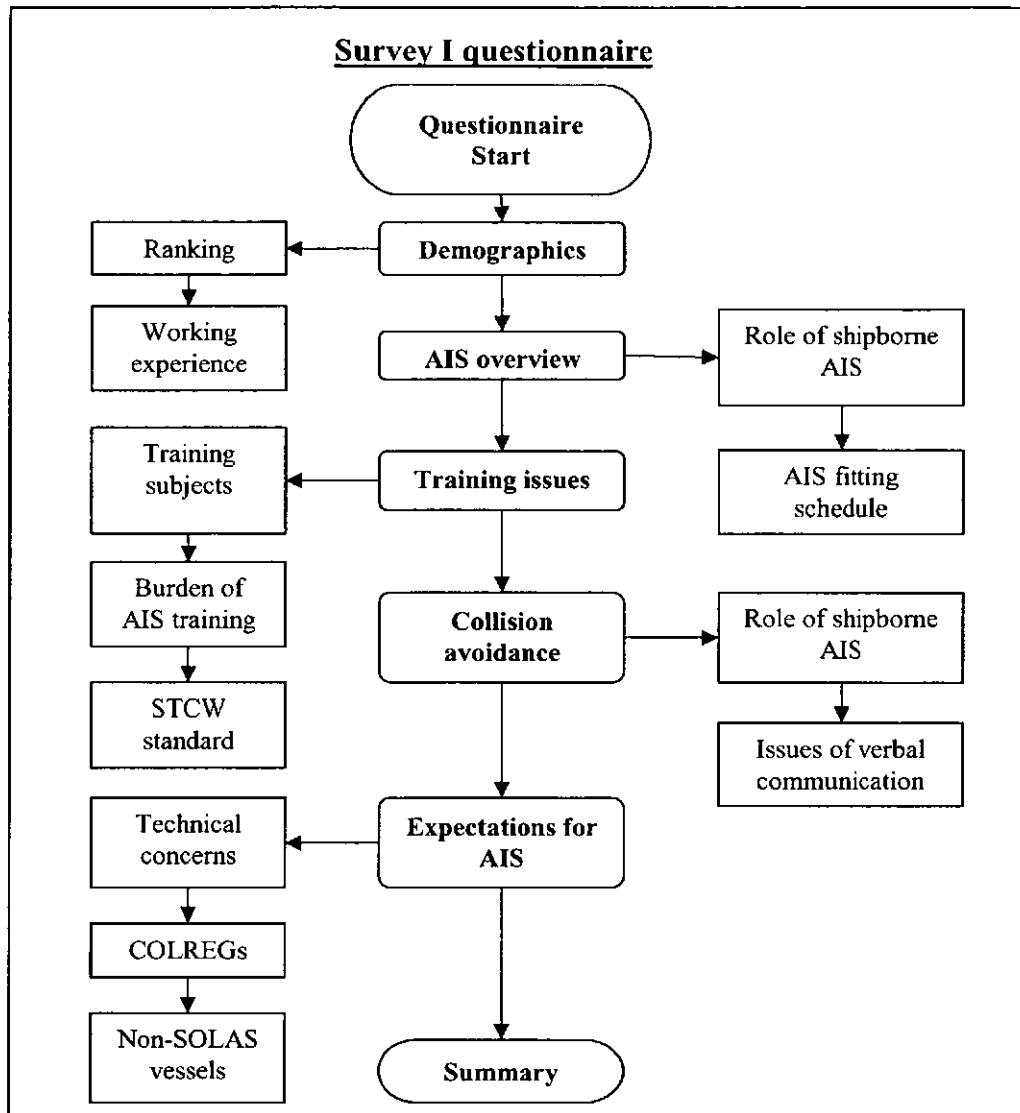 Survey I questionnaire
Questionnaire
Start
Demographics
Ranking
Working
experience
AIS overview
Role of shipborne
AIS
AIS fitting
schedule
Training issues
Training
subjects
Burden of
AIS training
STCW
standard
Collision
avoidance
Role of shipborne
AIS
Issues of verbal
communication
Expectations for
AIS
Technical
concerns
COLREGs
Non-SOLAS
vessels
Summary